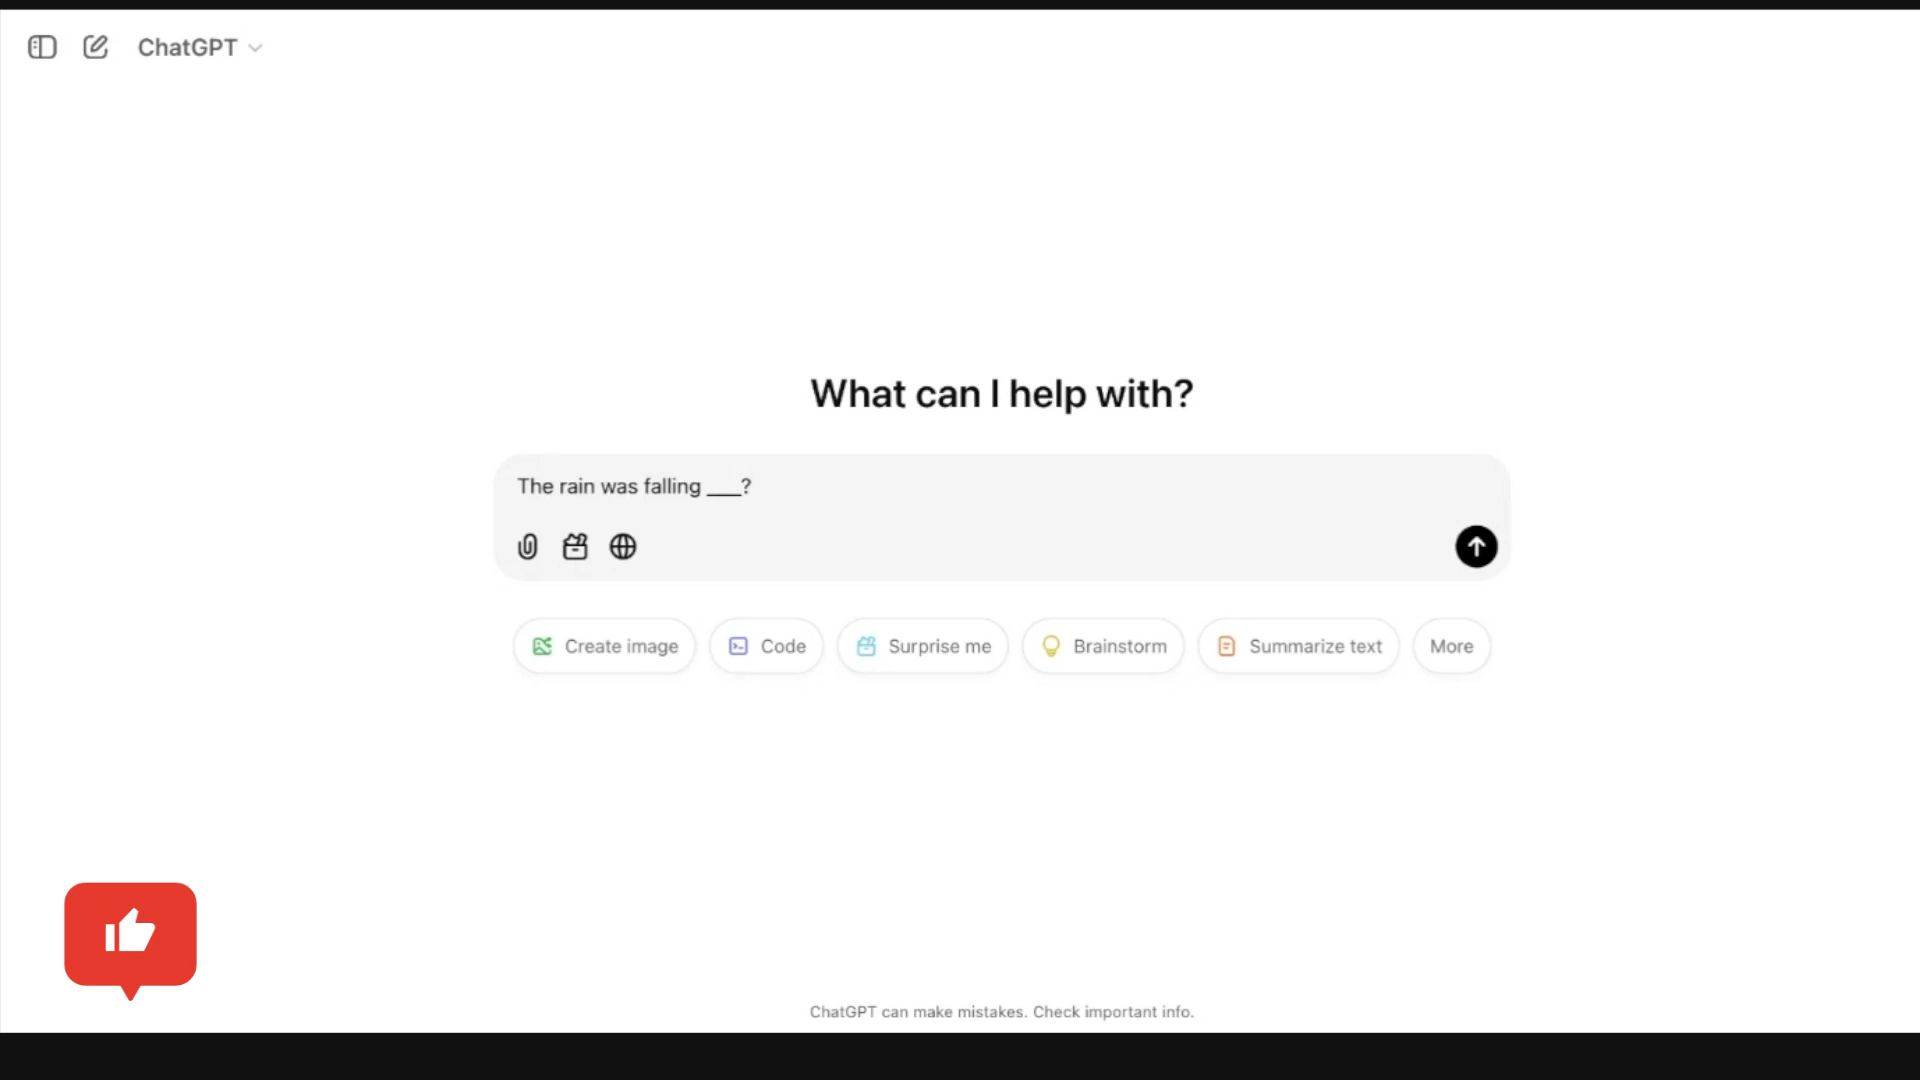 ChatGPT
What can I help with?
The rain was falling ___?
Create image
Code
Surprise me
Brainstorm
Summarize text
More
ChatGPT can make mistakes. Check important info.